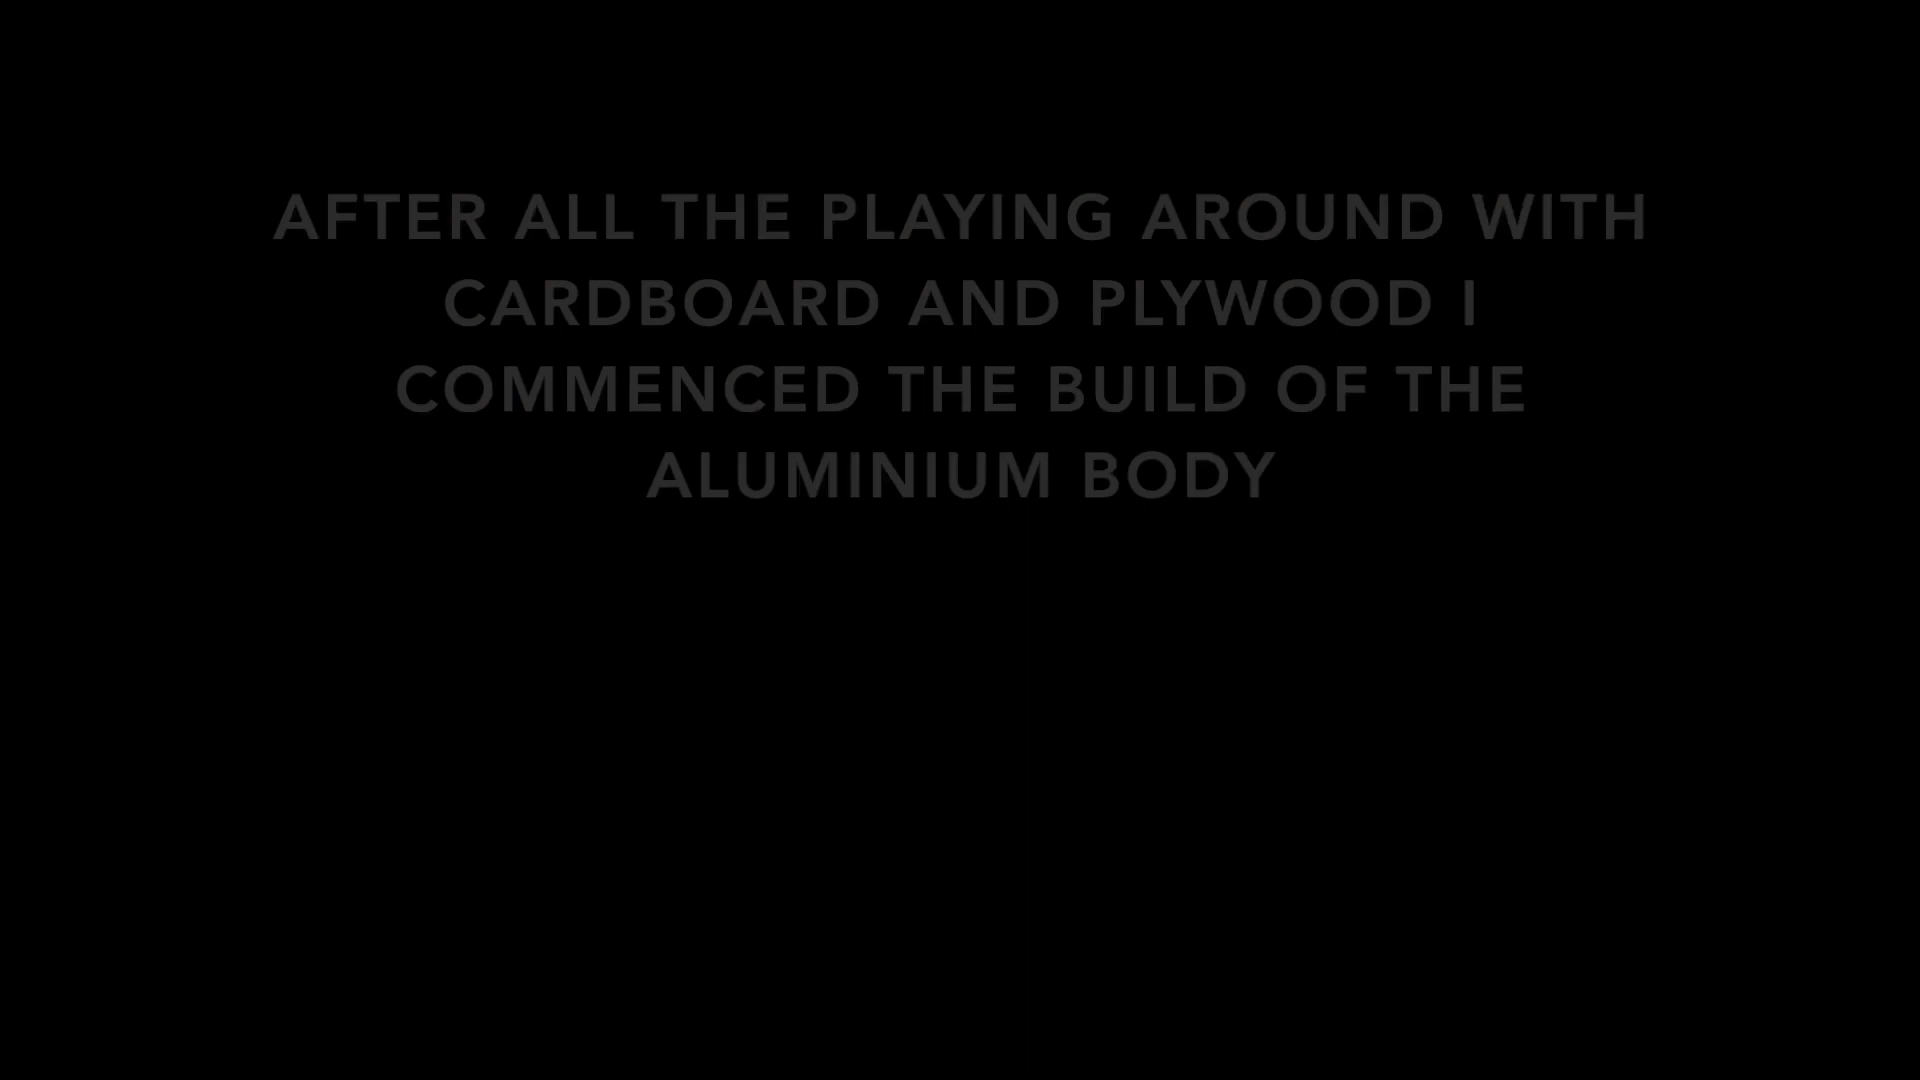 AFTER ALL THE PLAYING AROUND WITH
CARDBOARD AND PLYWOOD I
COMMENCED THE BUILD OF THE
ALUMINIUM BODY